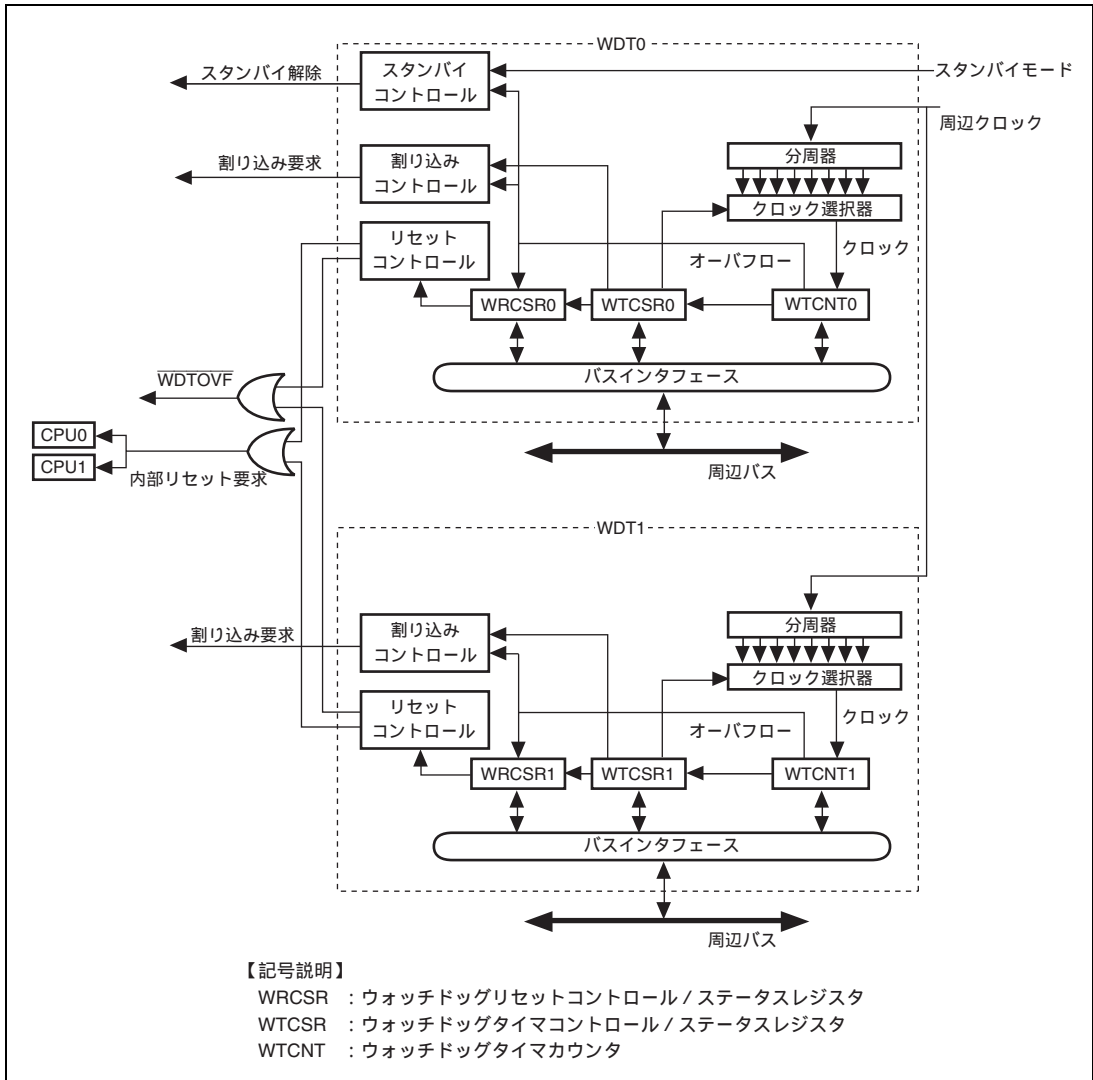 WDT0
スタンバイ解除
スタンバイ
コントロール
スタンバイモード
周辺クロック
割り込み要求
割り込み
コントロール
分周器
クロック選択器
リセット
コントロール
オーバフロー
クロック
WRCSR0
WTCSR0
WTCNT0
バスインタフェース
WDTOVF
周辺バス
CPU0
CPU1
内部リセット要求
WDT1
割り込み要求
割り込み
コントロール
分周器
クロック選択器
リセット
コントロール
オーバフロー
クロック
WRCSR1
WTCSR1
WTCNT1
バスインタフェース
周辺バス
【記号説明】
WRCSR : ウォッチドッグリセットコントロール / ステータスレジスタ
WTCSR : ウォッチドッグタイマコントロール / ステータスレジスタ
WTCNT : ウォッチドッグタイマカウンタ